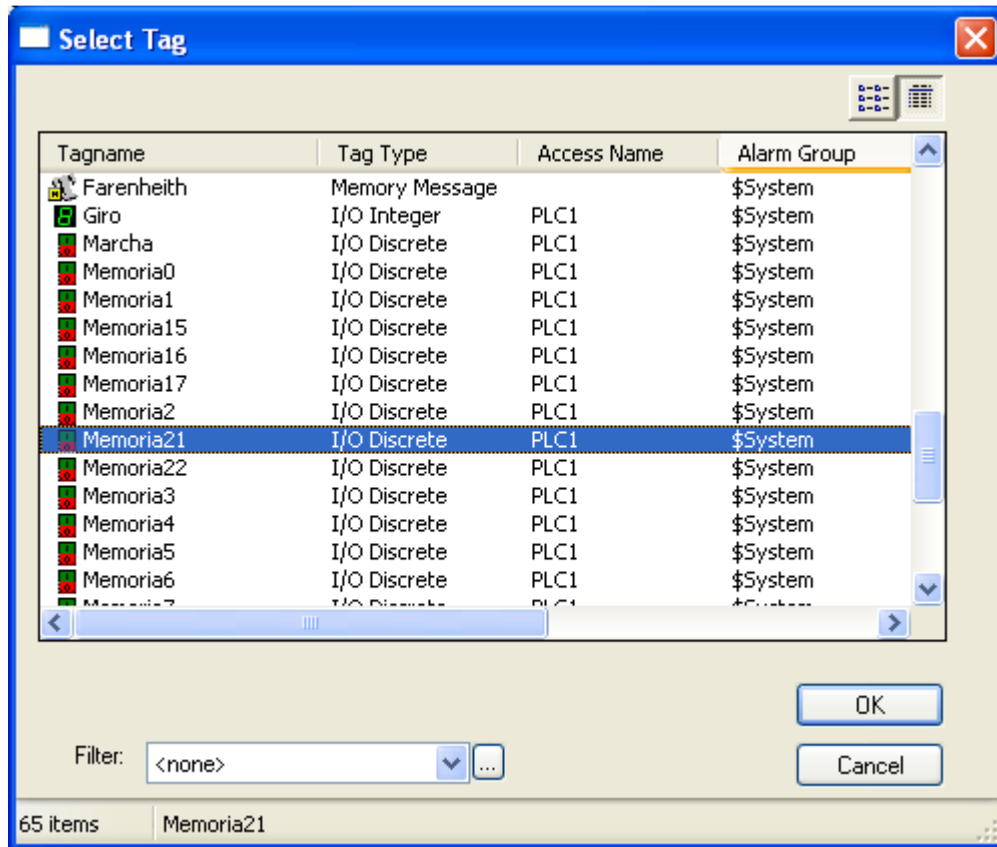 Select Tag
Tagname Tag Type Access Name Alarm Group
Farenheith Memory Message $System
Giro I/O Integer PLC1 $System
Marcha I/O Discrete PLC1 $System
Memoria0 I/O Discrete PLC1 $System
Memoria1 I/O Discrete PLC1 $System
Memoria15 I/O Discrete PLC1 $System
Memoria16 I/O Discrete PLC1 $System
Memoria17 I/O Discrete PLC1 $System
Memoria2 I/O Discrete PLC1 $System
Memoria21 I/O Discrete PLC1 $System
Memoria22 I/O Discrete PLC1 $System
Memoria3 I/O Discrete PLC1 $System
Memoria4 I/O Discrete PLC1 $System
Memoria5 I/O Discrete PLC1 $System
Memoria6 I/O Discrete PLC1 $System
Memoria7 I/O Discrete PLC1 $System
OK
Filter: <none> ... Cancel
65 items Memoria21